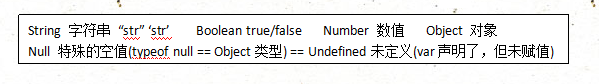 String 字符串 “str” ‘str’ Boolean true/false Number 数值 Object 对象
Null 特殊的空值(typeof null == Object 类型) == Undefined 未定义(var 声明了，但未赋值)